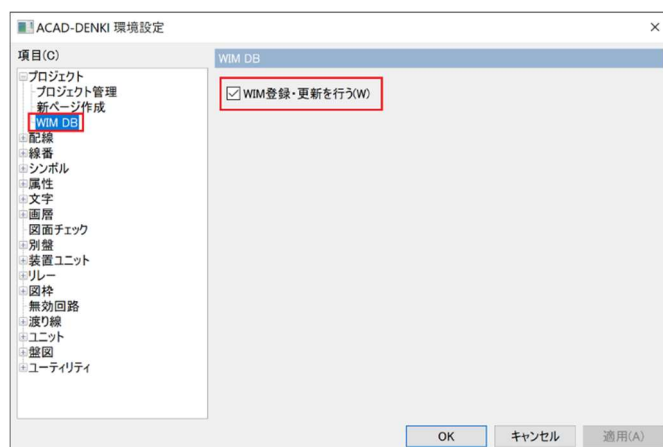 ACAD-DENKI 環境設定
項目(C)
プロジェクト
プロジェクト管理
新ページ作成
WIM DB
配線
線番
シンボル
属性
文字
画層
図面チェック
別盤
装置ユニット
リレー
図枠
無効回路
渡り線
ユニット
盤図
ユーティリティ
WIM DB
WIM登録・更新を行う(W)
OK
キャンセル
適用(A)